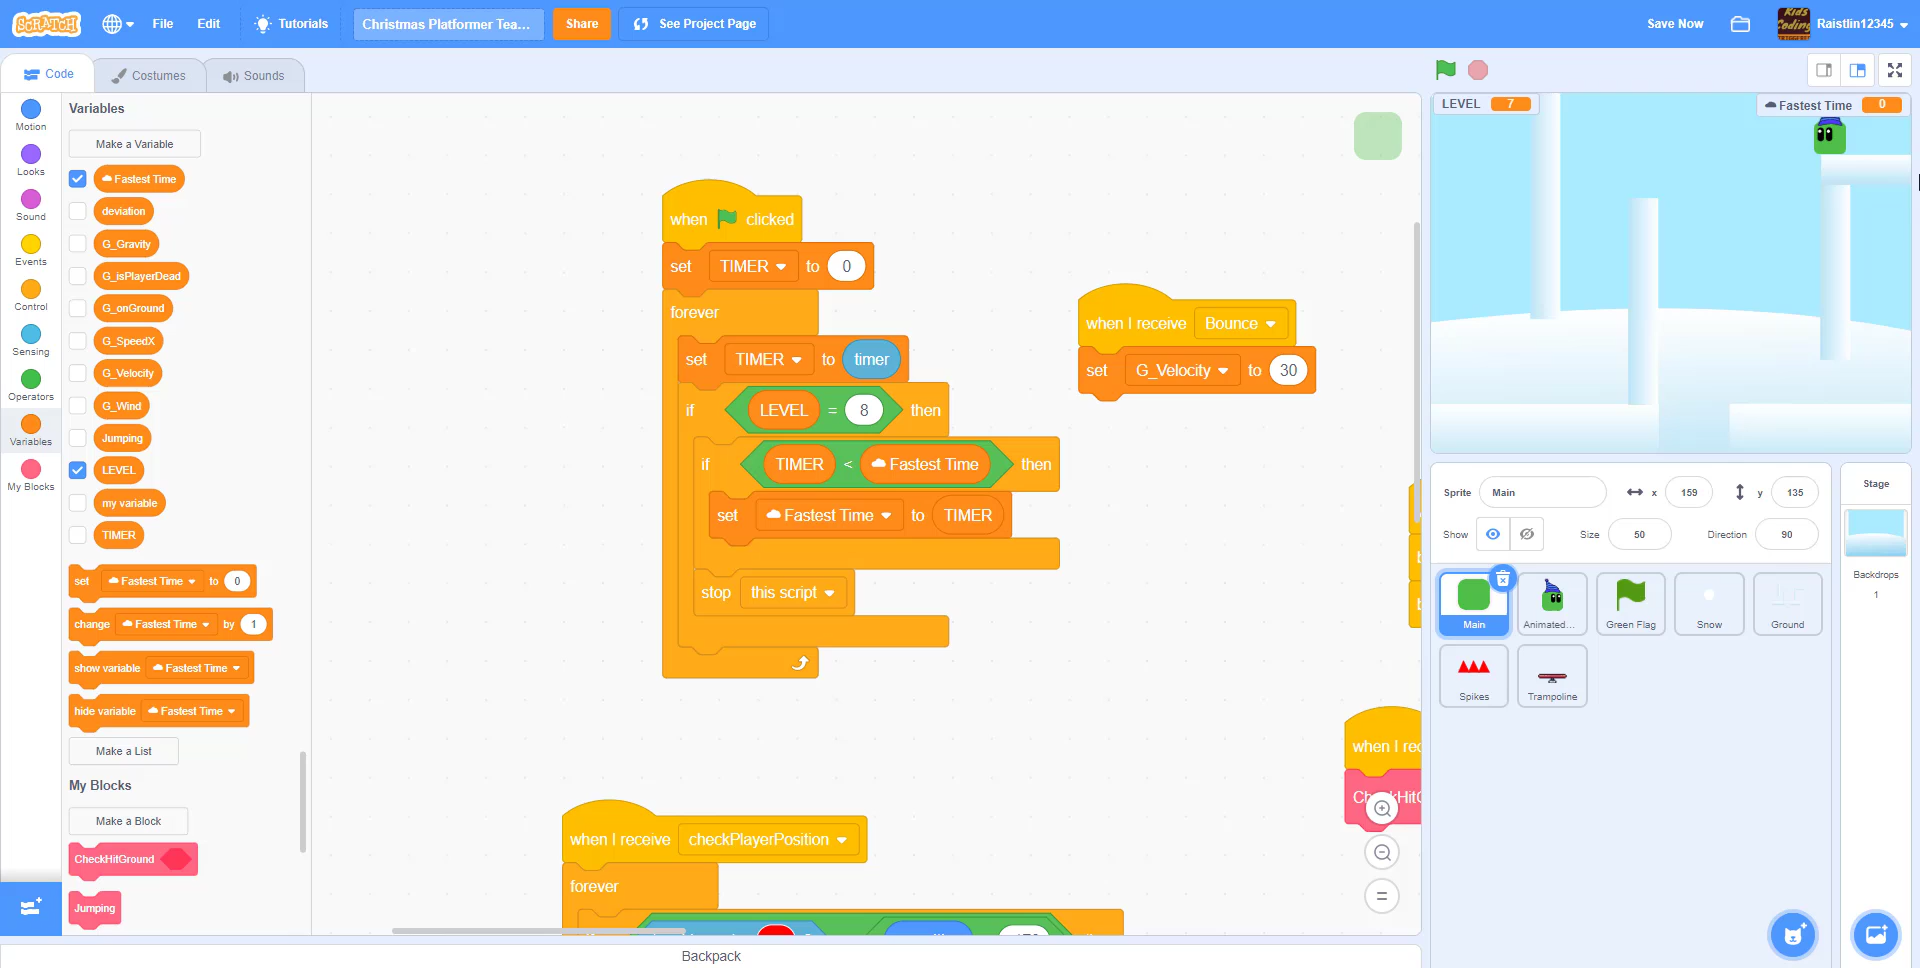 SCRATCH
File
Edit
Tutorials
Christmas Platformer Tea...
Share
See Project Page
Save Now
Raistlin12345
Code
Costumes
Sounds
Motion
Looks
Sound
Events
Control
Sensing
Operators
Variables
My Blocks
Variables
Make a Variable
Fastest Time
deviation
G_Gravity
G_isPlayerDead
G_onGround
G_SpeedX
G_Velocity
G_Wind
Jumping
LEVEL
my variable
TIMER
set Fastest Time to 0
change Fastest Time by 1
show variable Fastest Time
hide variable Fastest Time
Make a List
My Blocks
Make a Block
CheckHitGround
Jumping
when clicked
set TIMER to 0
forever
set TIMER to timer
if LEVEL = 8 then
if TIMER < Fastest Time then
set Fastest Time to TIMER
stop this script
when I receive Bounce
set G_Velocity to 30
when I receive checkPlayerPosition
forever
when I rec
Backpack
LEVEL 7
Fastest Time 0
Sprite Main x 159 y 135
Show Size 50 Direction 90
Main
Animated...
Green Flag
Snow
Ground
Spikes
Trampoline
Stage
Backdrops
1